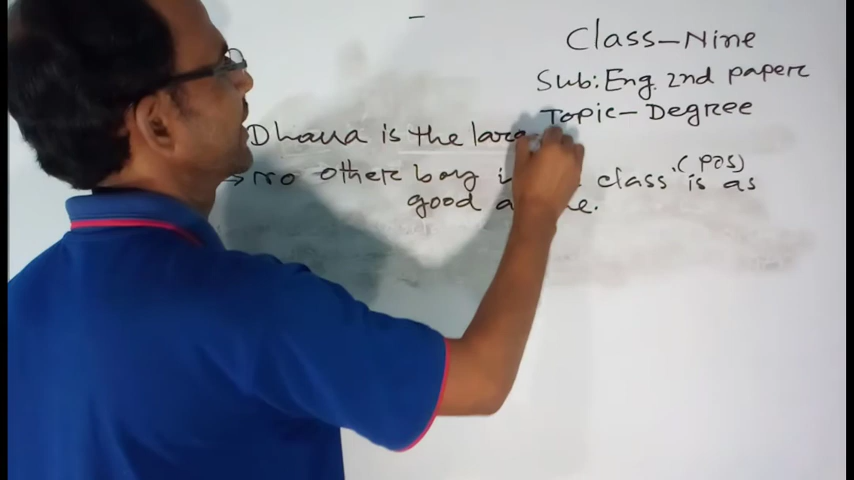 Class-Nine
Sub: Eng. 2nd paper
Topic- Degree
Dhaka is the larg
→ No other boy i class (pos) is as
good a e.